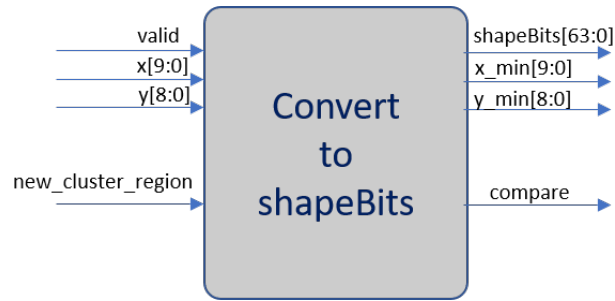 valid
x[9:0]
y[8:0]
new_cluster_region
Convert
to
shapeBits
shapeBits[63:0]
x_min[9:0]
y_min[8:0]
compare